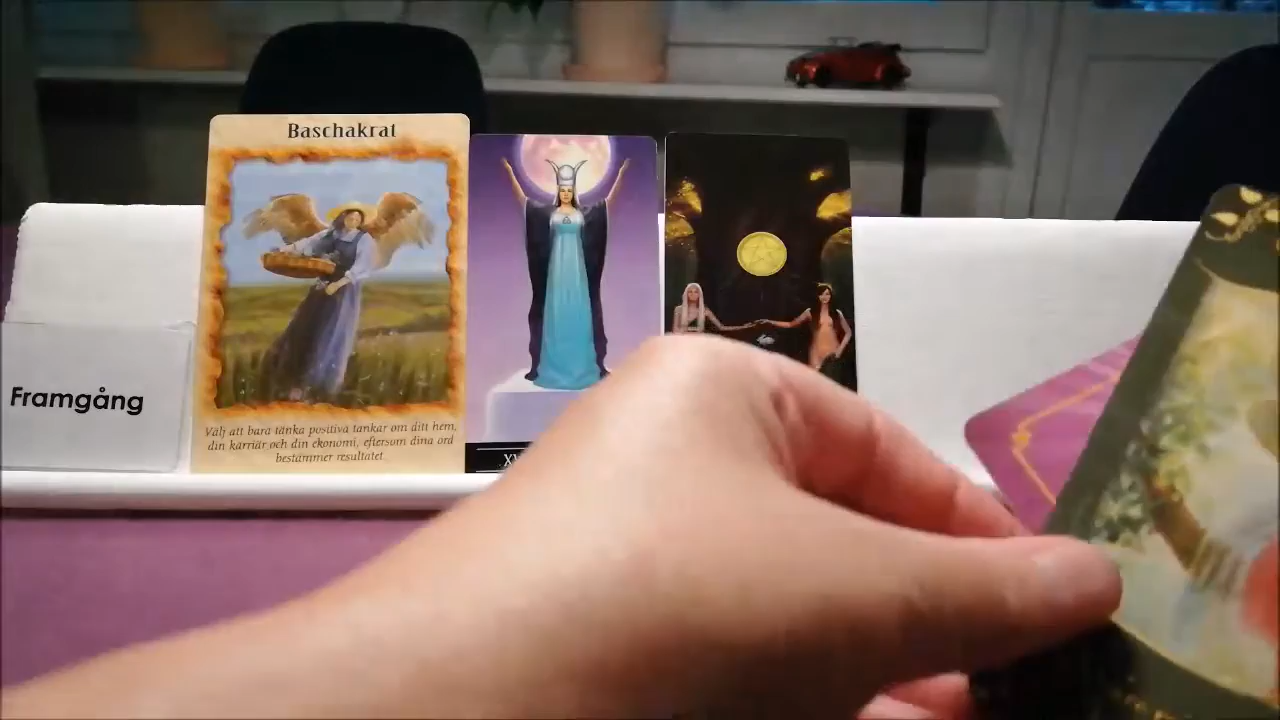 Framgång
Baschakrat
Välj att bara tänka positiva tankar om ditt hem,
din karriär och din ekonomi, eftersom dina ord
bestämmer resultatet.